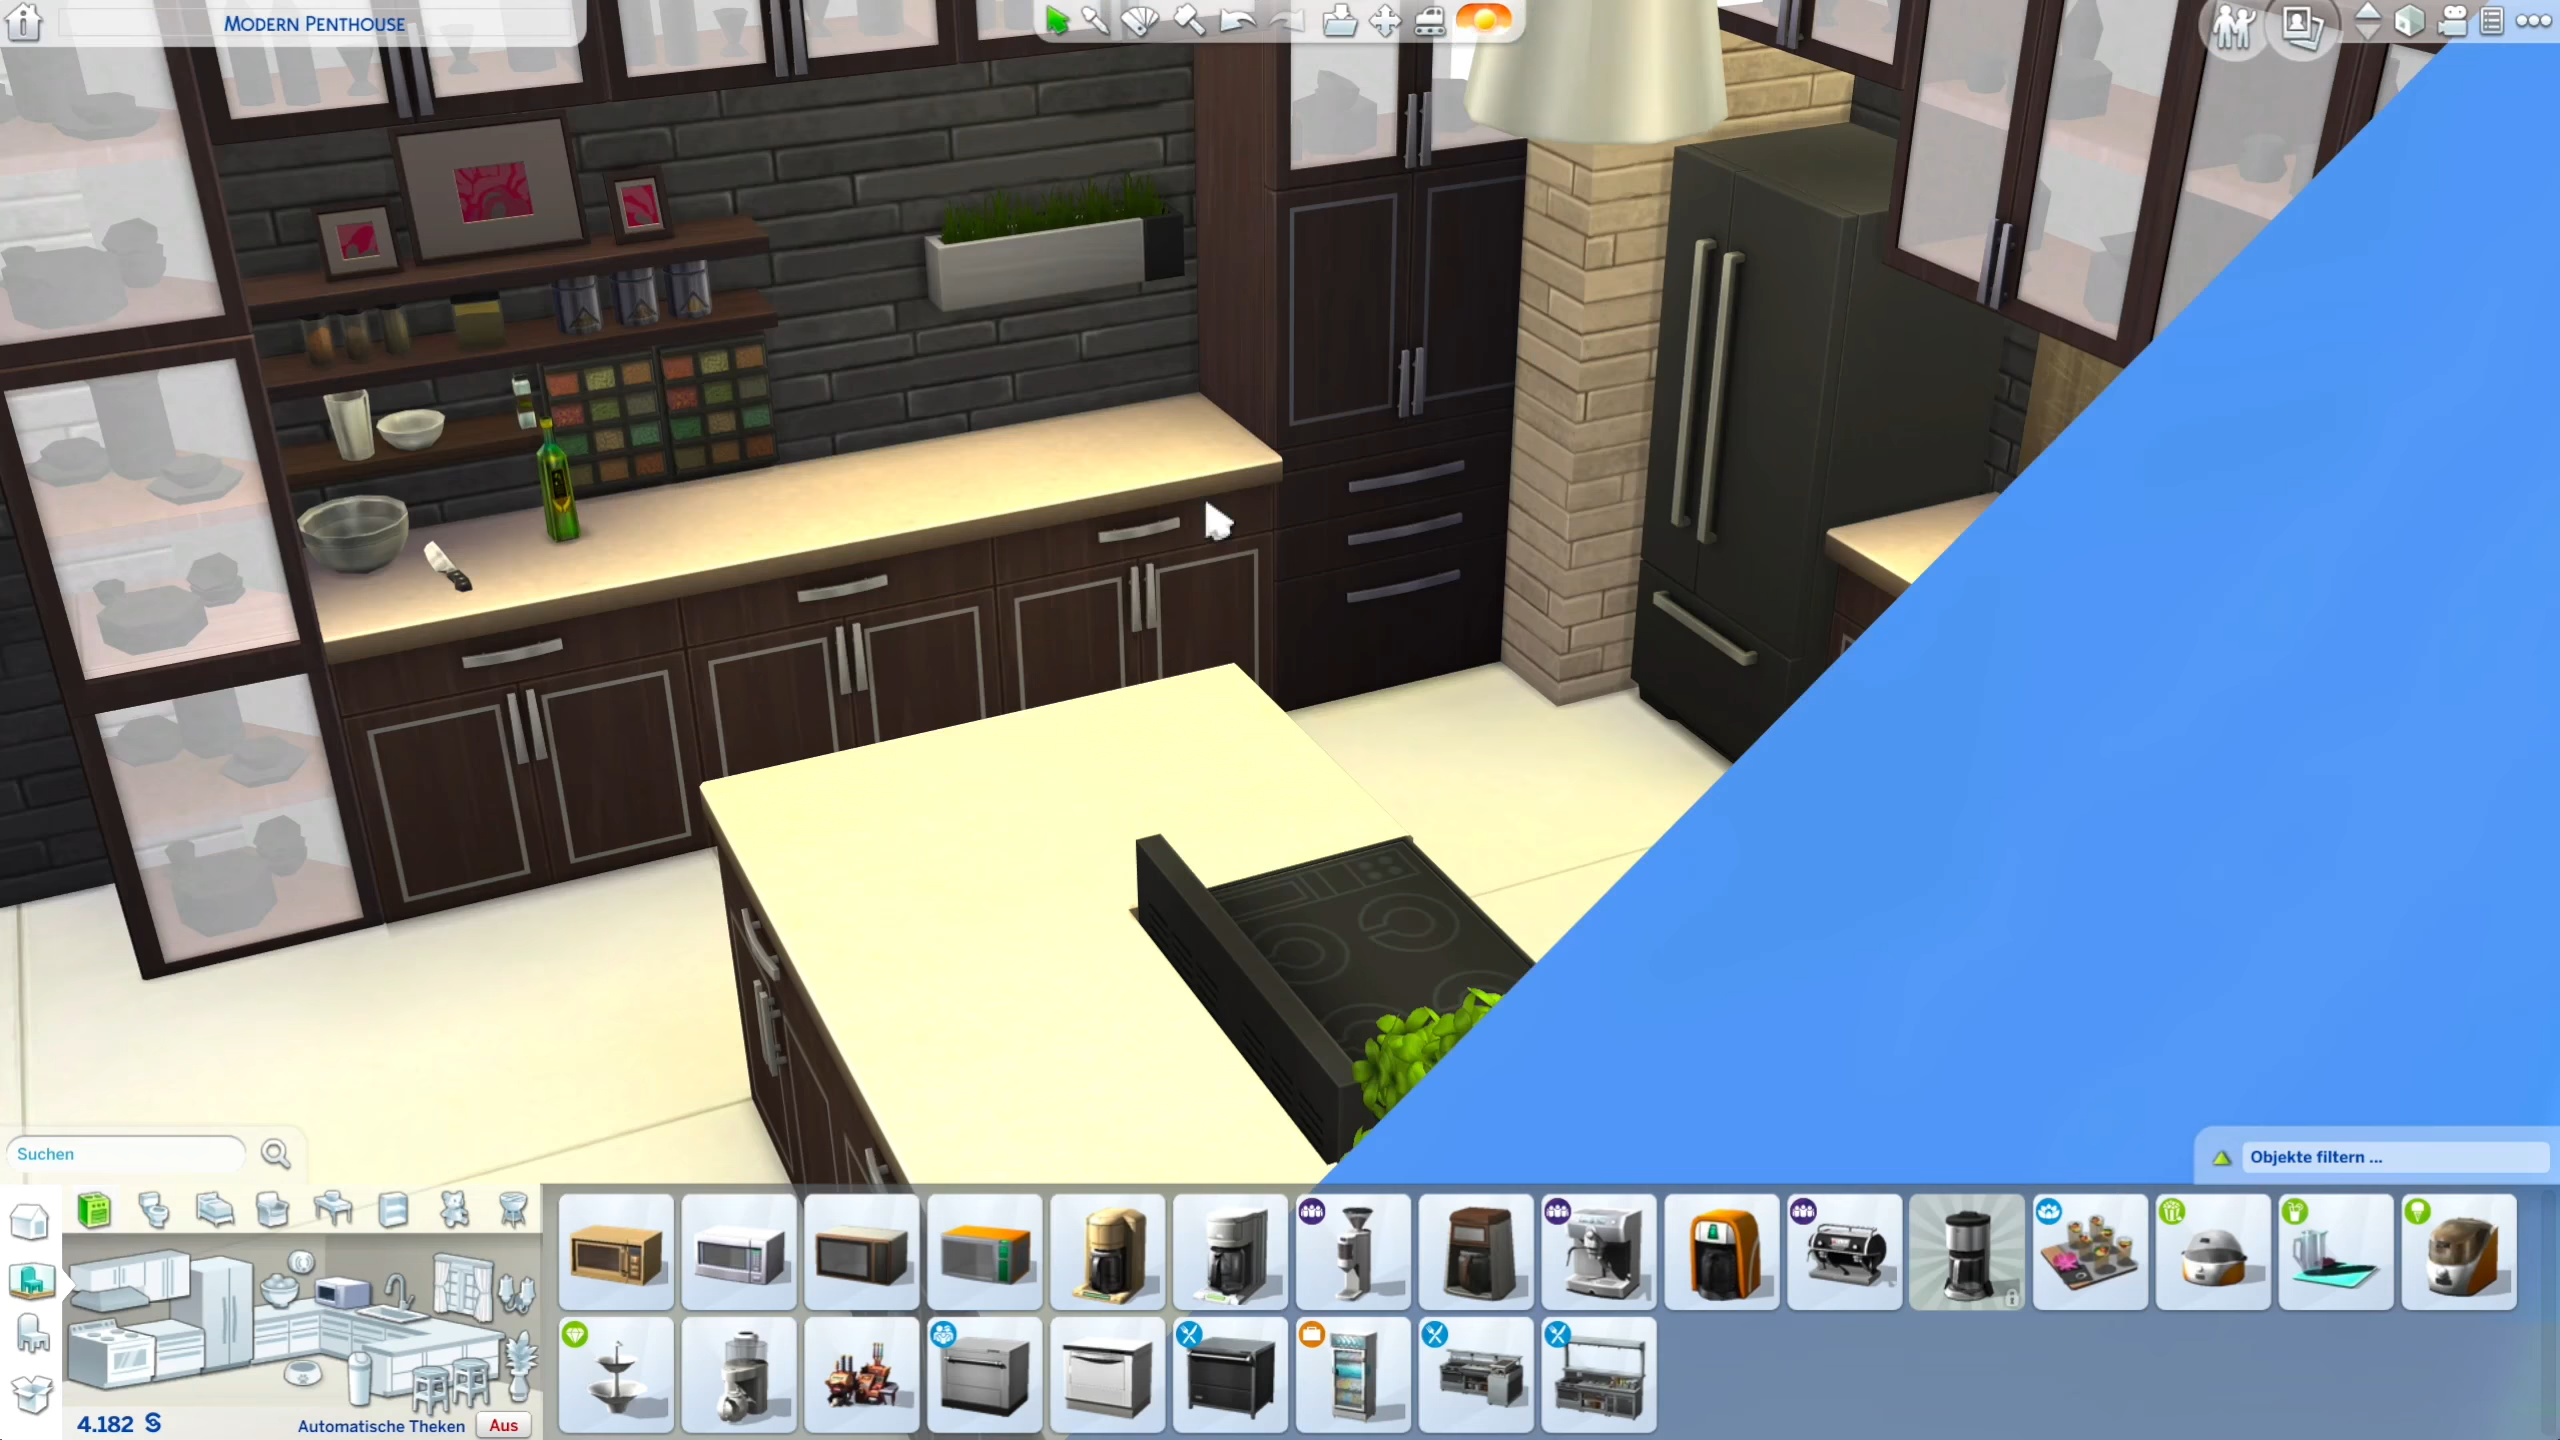 MODERN PENTHOUSE
Suchen
Objekte filtern ...
4.182 S
Automatische Theken Aus